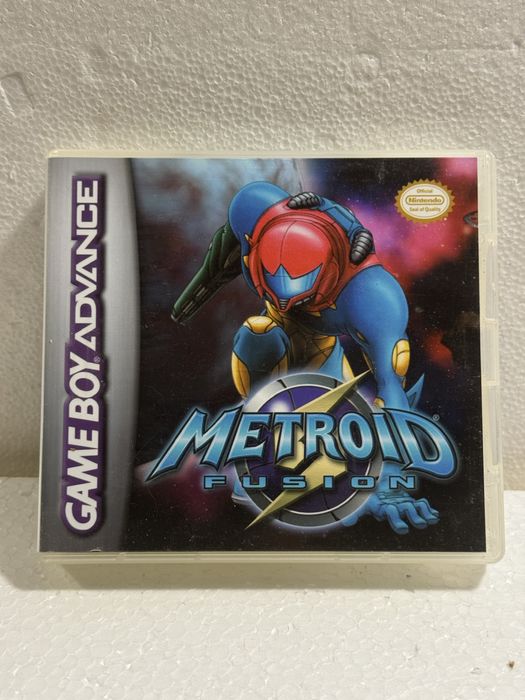 GAME BOY ADVANCE
Official
Nintendo
Seal of Quality
METROID®
FUSION